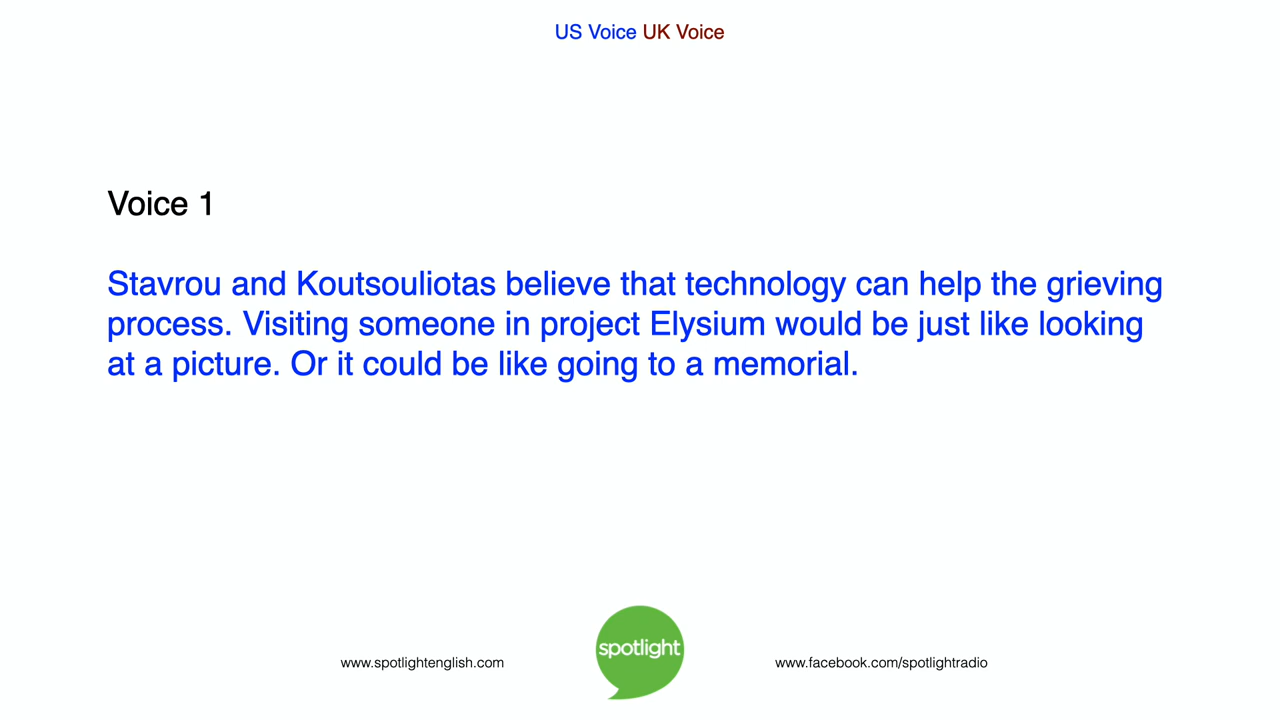 US Voice UK Voice
Voice 1
Stavrou and Koutsouliotas believe that technology can help the grieving
process. Visiting someone in project Elysium would be just like looking
at a picture. Or it could be like going to a memorial.
spotlight
www.spotlightenglish.com
www.facebook.com/spotlightradio